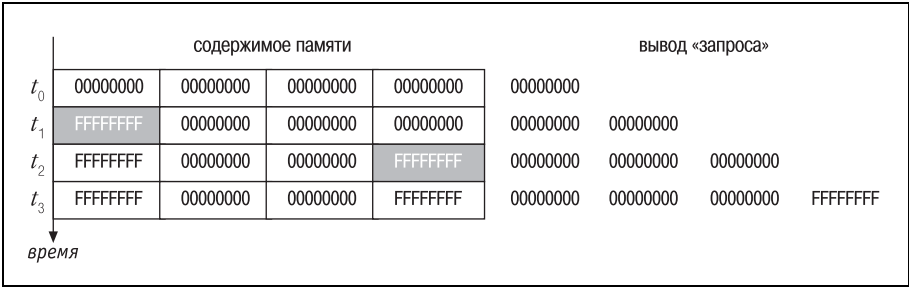 содержимое памяти вывод «запроса»
t0 00000000 00000000 00000000 00000000 00000000
t1 FFFFFFFF 00000000 00000000 00000000 00000000 00000000
t2 FFFFFFFF 00000000 00000000 FFFFFFFF 00000000 00000000 00000000
t3 FFFFFFFF 00000000 00000000 FFFFFFFF 00000000 00000000 00000000 FFFFFFFF
время